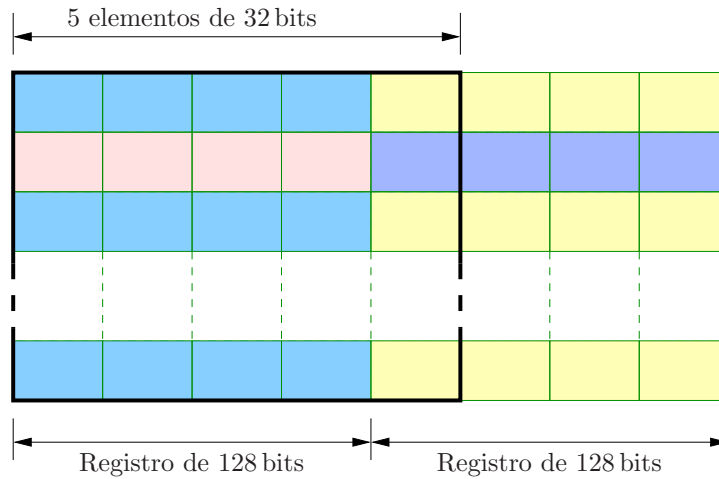 5 elementos de 32 bits
Registro de 128 bits
Registro de 128 bits